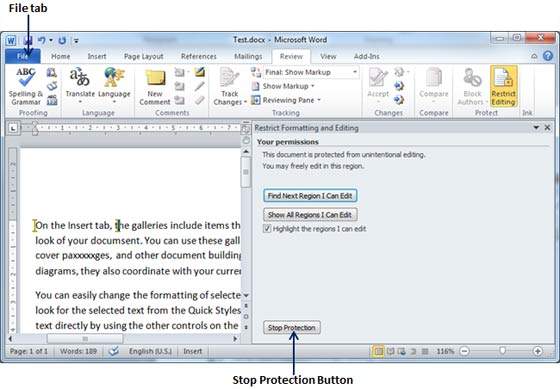 File tab
Test.docx - Microsoft Word
File Home Insert Page Layout References Mailings Review View Add-Ins
ABC
Spelling & Grammar
Translate
Language
New Comment
Track Changes
Final: Show Markup
Show Markup
Reviewing Pane
Accept
Compare
Block Authors
Restrict Editing
Proofing Language Comments Tracking Changes Compare Protect Ink
Restrict Formatting and Editing
Your permissions
This document is protected from unintentional editing.
You may freely edit in this region.
Find Next Region I Can Edit
Show All Regions I Can Edit
Highlight the regions I can edit
On the Insert tab, the galleries include items th
look of your documsent. You can use these gall
cover paxxxxges, and other document building
diagrams, they also coordinate with your curre
You can easily change the formatting of selecte
look for the selected text from the Quick Styles
text directly by using the other controls on the
Stop Protection
Page: 1 of 1 Words: 189 English (U.S.) Insert 116%
Stop Protection Button